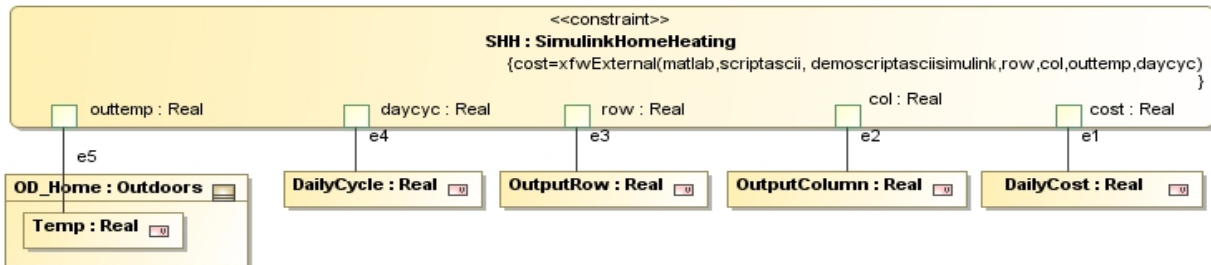 <<constraint>>
SHH : SimulinkHomeHeating
{cost=xfwExternal(matlab,scriptascii, demoscriptasciisimulink,row,col,outtemp,daycyc)
}
outtemp : Real
daycyc : Real
row : Real
col : Real
cost : Real
e5
e4
e3
e2
e1
OD_Home : Outdoors
DailyCycle : Real
OutputRow : Real
OutputColumn : Real
DailyCost : Real
Temp : Real